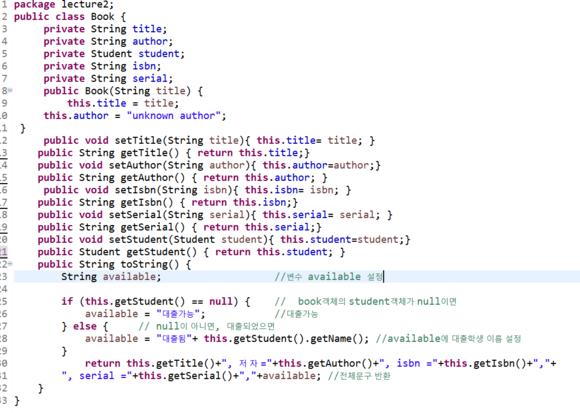 1 package lecture2;
2 public class Book {
3 private String title;
4 private String author;
5 private Student student;
6 private String isbn;
7 private String serial;
8 public Book(String title) {
9 this.title = title;
10 this.author = "unknown author";
11 }
12 public void setTitle(String title){ this.title= title; }
13 public String getTitle() { return this.title;}
14 public void setAuthor(String author){ this.author=author;}
15 public String getAuthor() { return this.author; }
16 public void setIsbn(String isbn){ this.isbn= isbn; }
17 public String getIsbn() { return this.isbn;}
18 public void setSerial(String serial){ this.serial= serial; }
19 public String getSerial() { return this.serial;}
20 public void setStudent(Student student){ this.student=student;}
21 public Student getStudent() { return this.student; }
22 public String toString() {
23 String available; //변수 available 설정
24
25 if (this.getStudent() == null) { // book객체의 student객체가 null이면
26 available = "대출가능"; //대출가능
27 } else { // null이 아니면, 대출되었으면
28 available = "대출됨"+ this.getStudent().getName(); //available에 대출학생 이름 설정
29 }
30 return this.getTitle()+", 저 자 ="+this.getAuthor()+", isbn ="+this.getIsbn()+","+
31 ", serial ="+this.getSerial()+","+available; //전체문구 반환
32 }
33 }